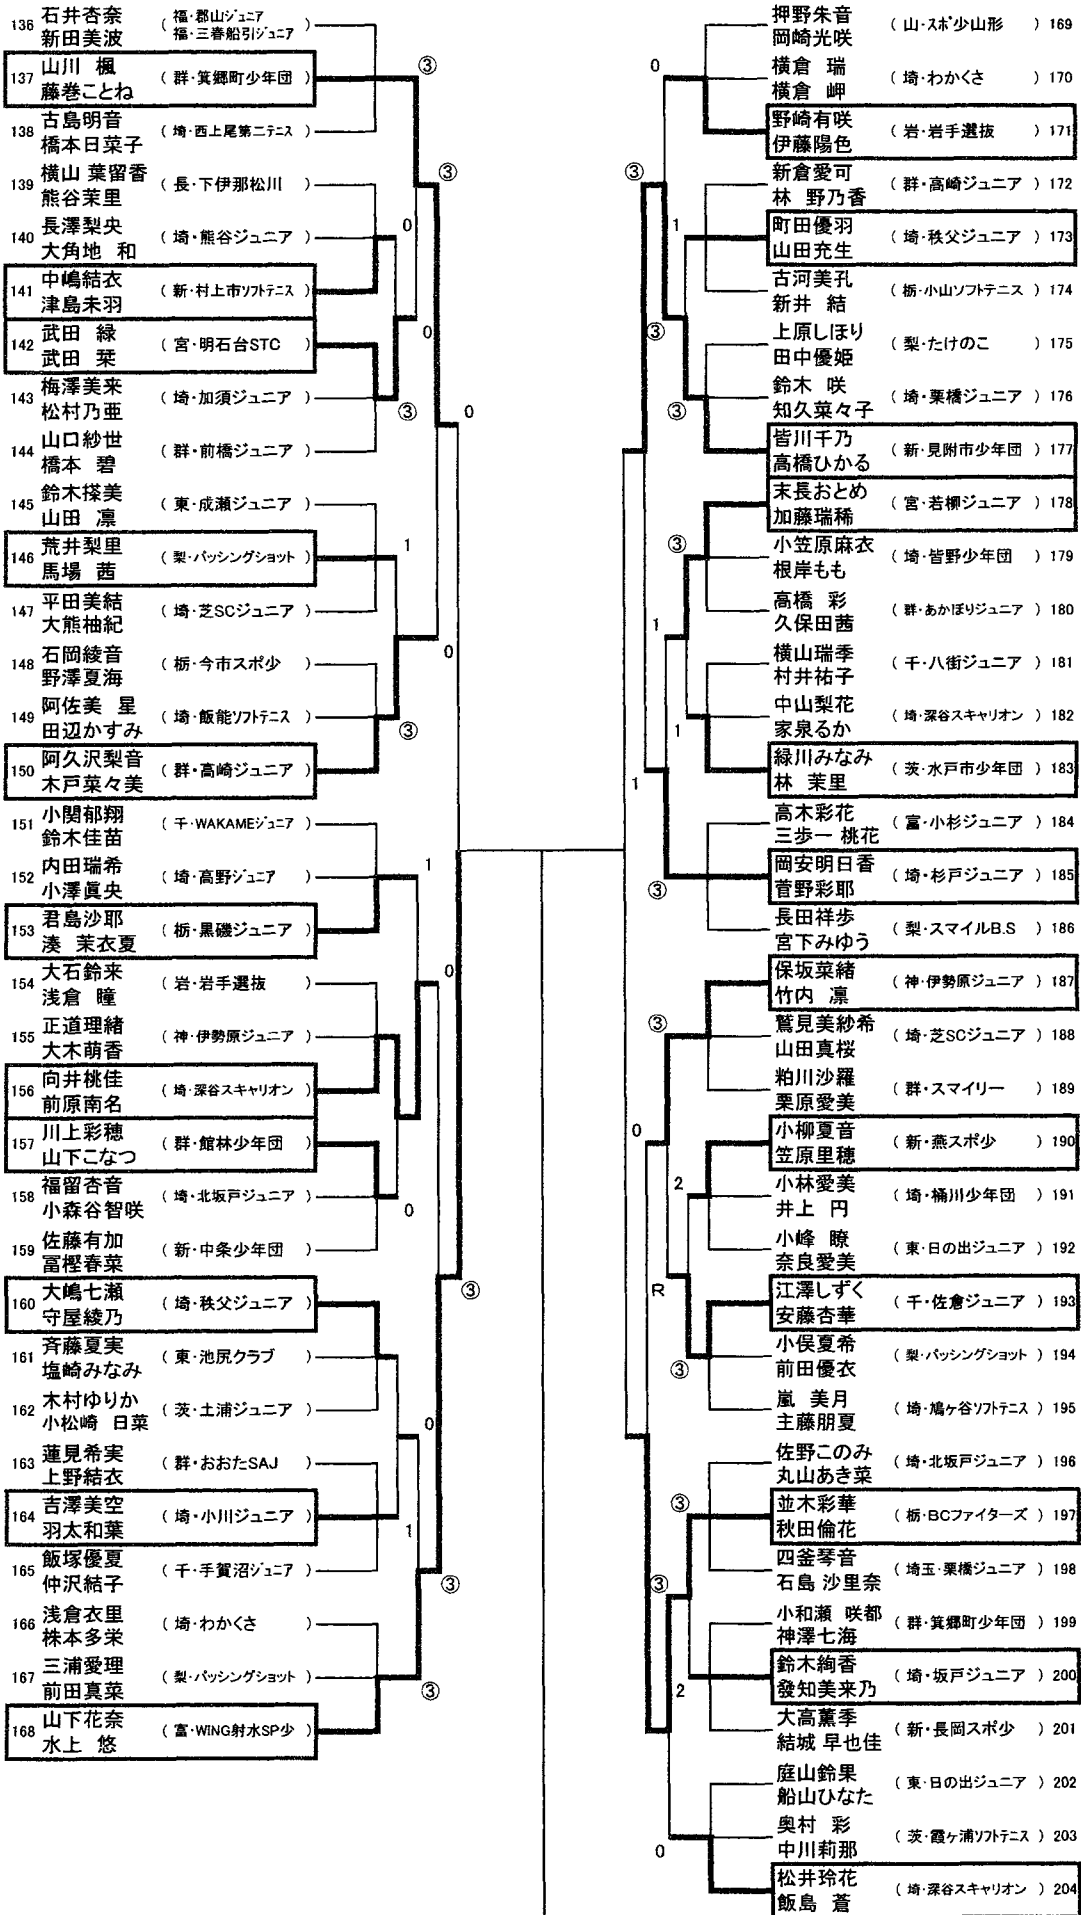 136 石井杏奈 新田美波 (福・郡山ジュニア 福・三春船引ジュニア)
137 山川 楓 藤巻ことね (群・箕郷町少年団)
138 古島明音 橋本日菜子 (埼・西上尾第二テニス)
139 横山 葉留香 熊谷茉里 (長・下伊那松川)
140 長澤梨央 大角地 和 (埼・熊谷ジュニア)
141 中嶋結衣 津島未羽 (新・村上市ソフトテニス)
142 武田 緑 武田 栞 (宮・明石台STC)
143 梅澤美来 松村乃亜 (埼・加須ジュニア)
144 山口紗世 橋本 碧 (群・前橋ジュニア)
145 鈴木 美 山田 凛 (東・成瀬ジュニア)
146 荒井梨里 馬場 茜 (梨・パッシングショット)
147 平田美結 大熊柚紀 (埼・芝SCジュニア)
148 石岡綾音 野澤夏海 (栃・今市スポ少)
149 阿佐美 星 田辺かすみ (埼・飯能ソフトテニス)
150 阿久沢梨音 木戸菜々美 (群・高崎ジュニア)
151 小関郁翔 鈴木佳苗 (千・WAKAMEジュニア)
152 内田瑞希 小澤眞央 (埼・高野ジュニア)
153 君島沙耶 湊 茉衣夏 (栃・黒磯ジュニア)
154 大石鈴来 浅倉 瞳 (岩・岩手選抜)
155 正道理緒 大木萌香 (神・伊勢原ジュニア)
156 向井桃佳 前原南名 (埼・深谷スキャリオン)
157 川上彩穂 山下こなつ (群・館林少年団)
158 福留杏音 小森谷智咲 (埼・北坂戸ジュニア)
159 佐藤有加 冨樫春菜 (新・中条少年団)
160 大嶋七瀬 守屋綾乃 (埼・秩父ジュニア)
161 斉藤夏実 塩崎みなみ (東・池尻クラブ)
162 木村ゆりか 小松崎 日菜 (茨・土浦ジュニア)
163 蓮見希実 上野結衣 (群・おおたSAJ)
164 吉澤美空 羽太和葉 (埼・小川ジュニア)
165 飯塚優夏 仲沢結子 (千・手賀沼ジュニア)
166 浅倉衣里 株本多栄 (埼・わかくさ)
167 三浦愛理 前田真菜 (梨・パッシングショット)
168 山下花奈 水上 悠 (富・WING射水SP少)
③
③
0
0
③
0
1
0
③
1
0
0
③
0
1
③
③
押野朱音 岡崎光咲 (山・スポ少山形) 169
横倉 瑞 横倉 岬 (埼・わかくさ) 170
野崎有咲 伊藤陽色 (岩・岩手選抜) 171
新倉愛可 林 野乃香 (群・高崎ジュニア) 172
町田優羽 山田充生 (埼・秩父ジュニア) 173
古河美孔 新井 結 (栃・小山ソフトテニス) 174
上原しほり 田中優姫 (梨・たけのこ) 175
鈴木 咲 知久菜々子 (埼・栗橋ジュニア) 176
皆川千乃 高橋ひかる (新・見附市少年団) 177
末長おとめ 加藤瑞稀 (宮・若柳ジュニア) 178
小笠原麻衣 根岸もも (埼・皆野少年団) 179
高橋 彩 久保田茜 (群・あかぼりジュニア) 180
横山瑞季 村井祐子 (千・八街ジュニア) 181
中山梨花 家泉るか (埼・深谷スキャリオン) 182
緑川みなみ 林 茉里 (茨・水戸市少年団) 183
高木彩花 三歩一 桃花 (富・小杉ジュニア) 184
岡安明日香 菅野彩耶 (埼・杉戸ジュニア) 185
長田祥歩 宮下みゆう (梨・スマイルB.S) 186
保坂菜緒 竹内 凛 (神・伊勢原ジュニア) 187
鷲見美紗希 山田真桜 (埼・芝SCジュニア) 188
粕川沙羅 栗原愛美 (群・スマイリー) 189
小柳夏音 笠原里穂 (新・燕スポ少) 190
小林愛美 井上 円 (埼・桶川少年団) 191
小峰 瞭 奈良愛美 (東・日の出ジュニア) 192
江澤しずく 安藤杏華 (千・佐倉ジュニア) 193
小俣夏希 前田優衣 (梨・パッシングショット) 194
嵐 美月 主藤朋夏 (埼・鳩ヶ谷ソフトテニス) 195
佐野このみ 丸山あき菜 (埼・北坂戸ジュニア) 196
並木彩華 秋田倫花 (栃・BCファイターズ) 197
四釜琴音 石島 沙里奈 (埼玉・栗橋ジュニア) 198
小和瀬 咲都 神澤七海 (群・箕郷町少年団) 199
鈴木絢香 發知美来乃 (埼・坂戸ジュニア) 200
大高薫季 結城 早也佳 (新・長岡スポ少) 201
庭山鈴果 船山ひなた (東・日の出ジュニア) 202
奥村 彩 中川莉那 (茨・霞ヶ浦ソフトテニス) 203
松井玲花 飯島 蒼 (埼・深谷スキャリオン) 204
0
③
1
③
③
③
1
1
1
③
③
0
2
R
③
③
③
2
0